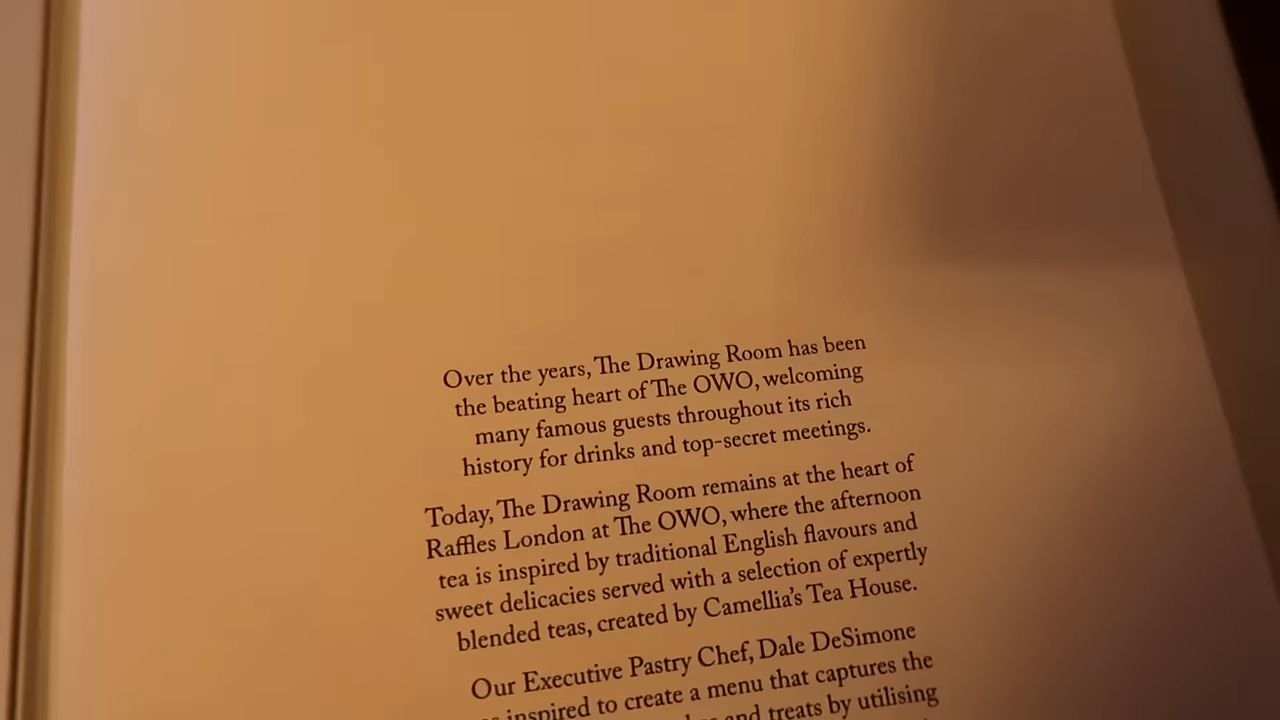 Over the years, The Drawing Room has been
the beating heart of The OWO, welcoming
many famous guests throughout its rich
history for drinks and top-secret meetings.
Today, The Drawing Room remains at the heart of
Raffles London at The OWO, where the afternoon
tea is inspired by traditional English flavours and
sweet delicacies served with a selection of expertly
blended teas, created by Camellia's Tea House.
Our Executive Pastry Chef, Dale DeSimone
inspired to create a menu that captures the
and treats by utilising